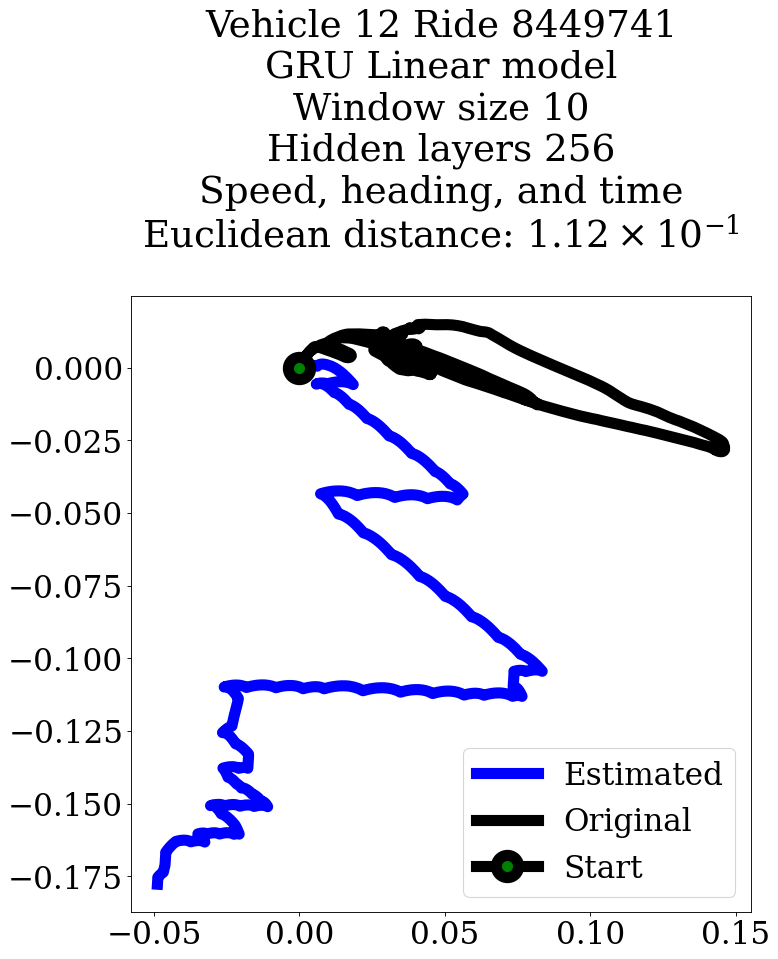 Vehicle 12 Ride 8449741
GRU Linear model
Window size 10
Hidden layers 256
Speed, heading, and time
Euclidean distance: 1.12 × 10⁻¹
0.000
−0.025
−0.050
−0.075
−0.100
−0.125
−0.150
−0.175
Estimated
Original
Start
−0.05
0.00
0.05
0.10
0.15